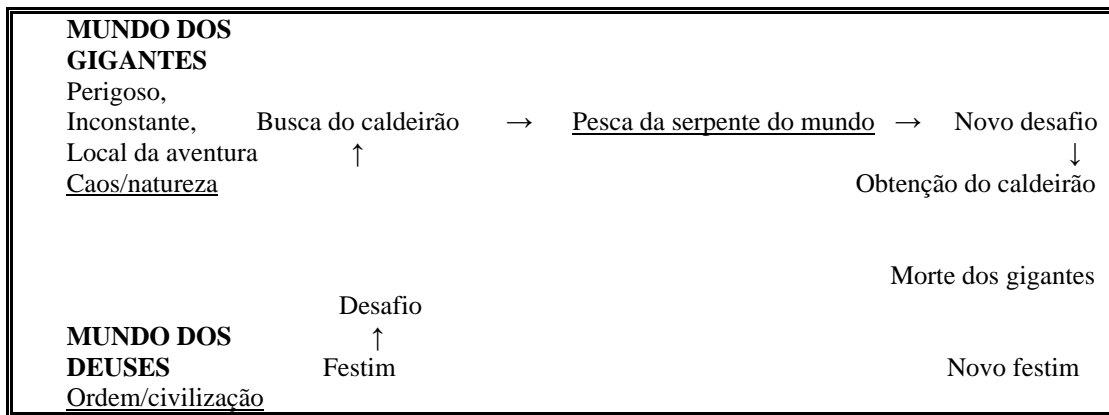 MUNDO DOS
GIGANTES
Perigoso,
Inconstante, Busca do caldeirão → Pesca da serpente do mundo → Novo desafio
Local da aventura ↑ ↓
Caos/natureza Obtenção do caldeirão
Morte dos gigantes
Desafio
MUNDO DOS ↑
DEUSES Festim Novo festim
Ordem/civilização